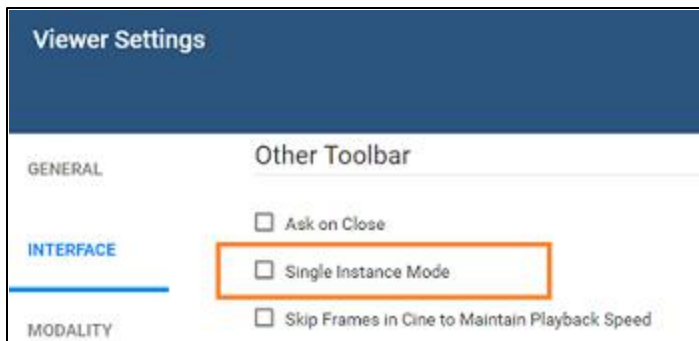 Viewer Settings
GENERAL
Other Toolbar
Ask on Close
INTERFACE
Single Instance Mode
MODALITY
Skip Frames in Cine to Maintain Playback Speed